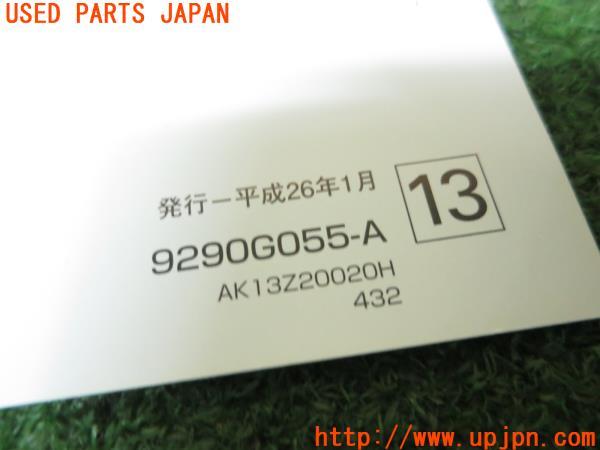 USED PARTS JAPAN
発行ー平成26年1月
13
9290G055-A
AK13Z20020H
432
http://www.upjpn.com